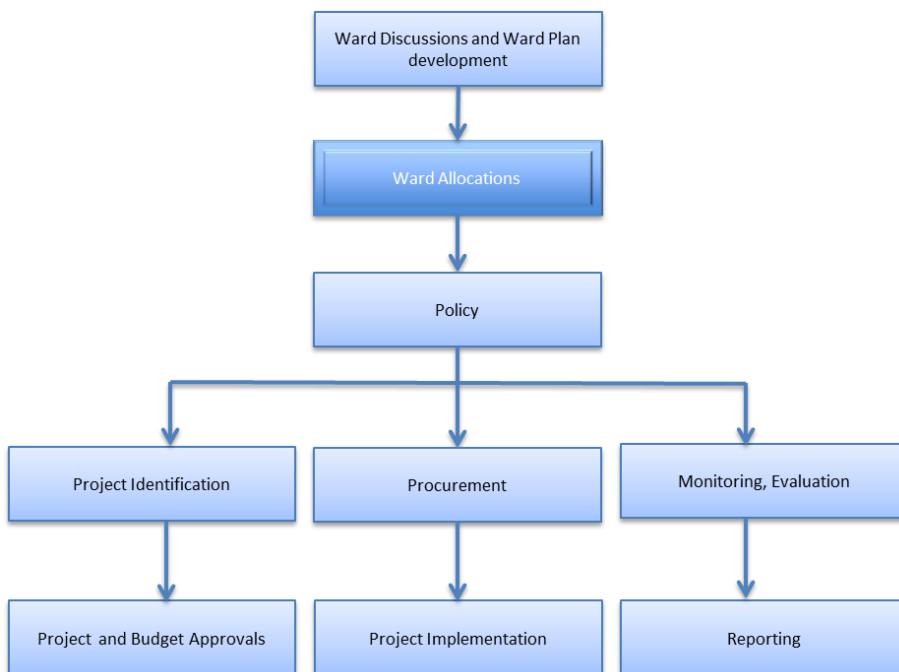 Ward Discussions and Ward Plan
development
Ward Allocations
Policy
Project Identification
Procurement
Monitoring, Evaluation
Project and Budget Approvals
Project Implementation
Reporting